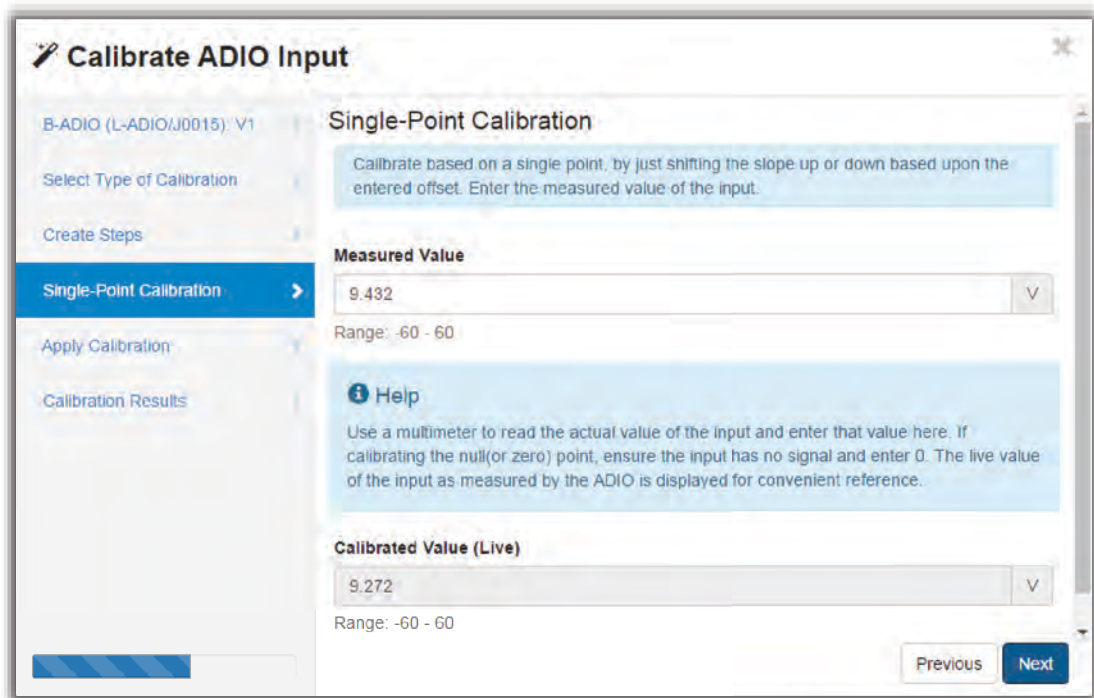 Calibrate ADIO Input
B-ADIO (L-ADIO/J0015): V1
Select Type of Calibration
Create Steps
Single-Point Calibration
Apply Calibration
Calibration Results
Single-Point Calibration
Calibrate based on a single point, by just shifting the slope up or down based upon the
entered offset. Enter the measured value of the input.
Measured Value
9.432 V
Range: -60 - 60
Help
Use a multimeter to read the actual value of the input and enter that value here. If
calibrating the null(or zero) point, ensure the input has no signal and enter 0. The live value
of the input as measured by the ADIO is displayed for convenient reference.
Calibrated Value (Live)
9.272 V
Range: -60 - 60
Previous Next